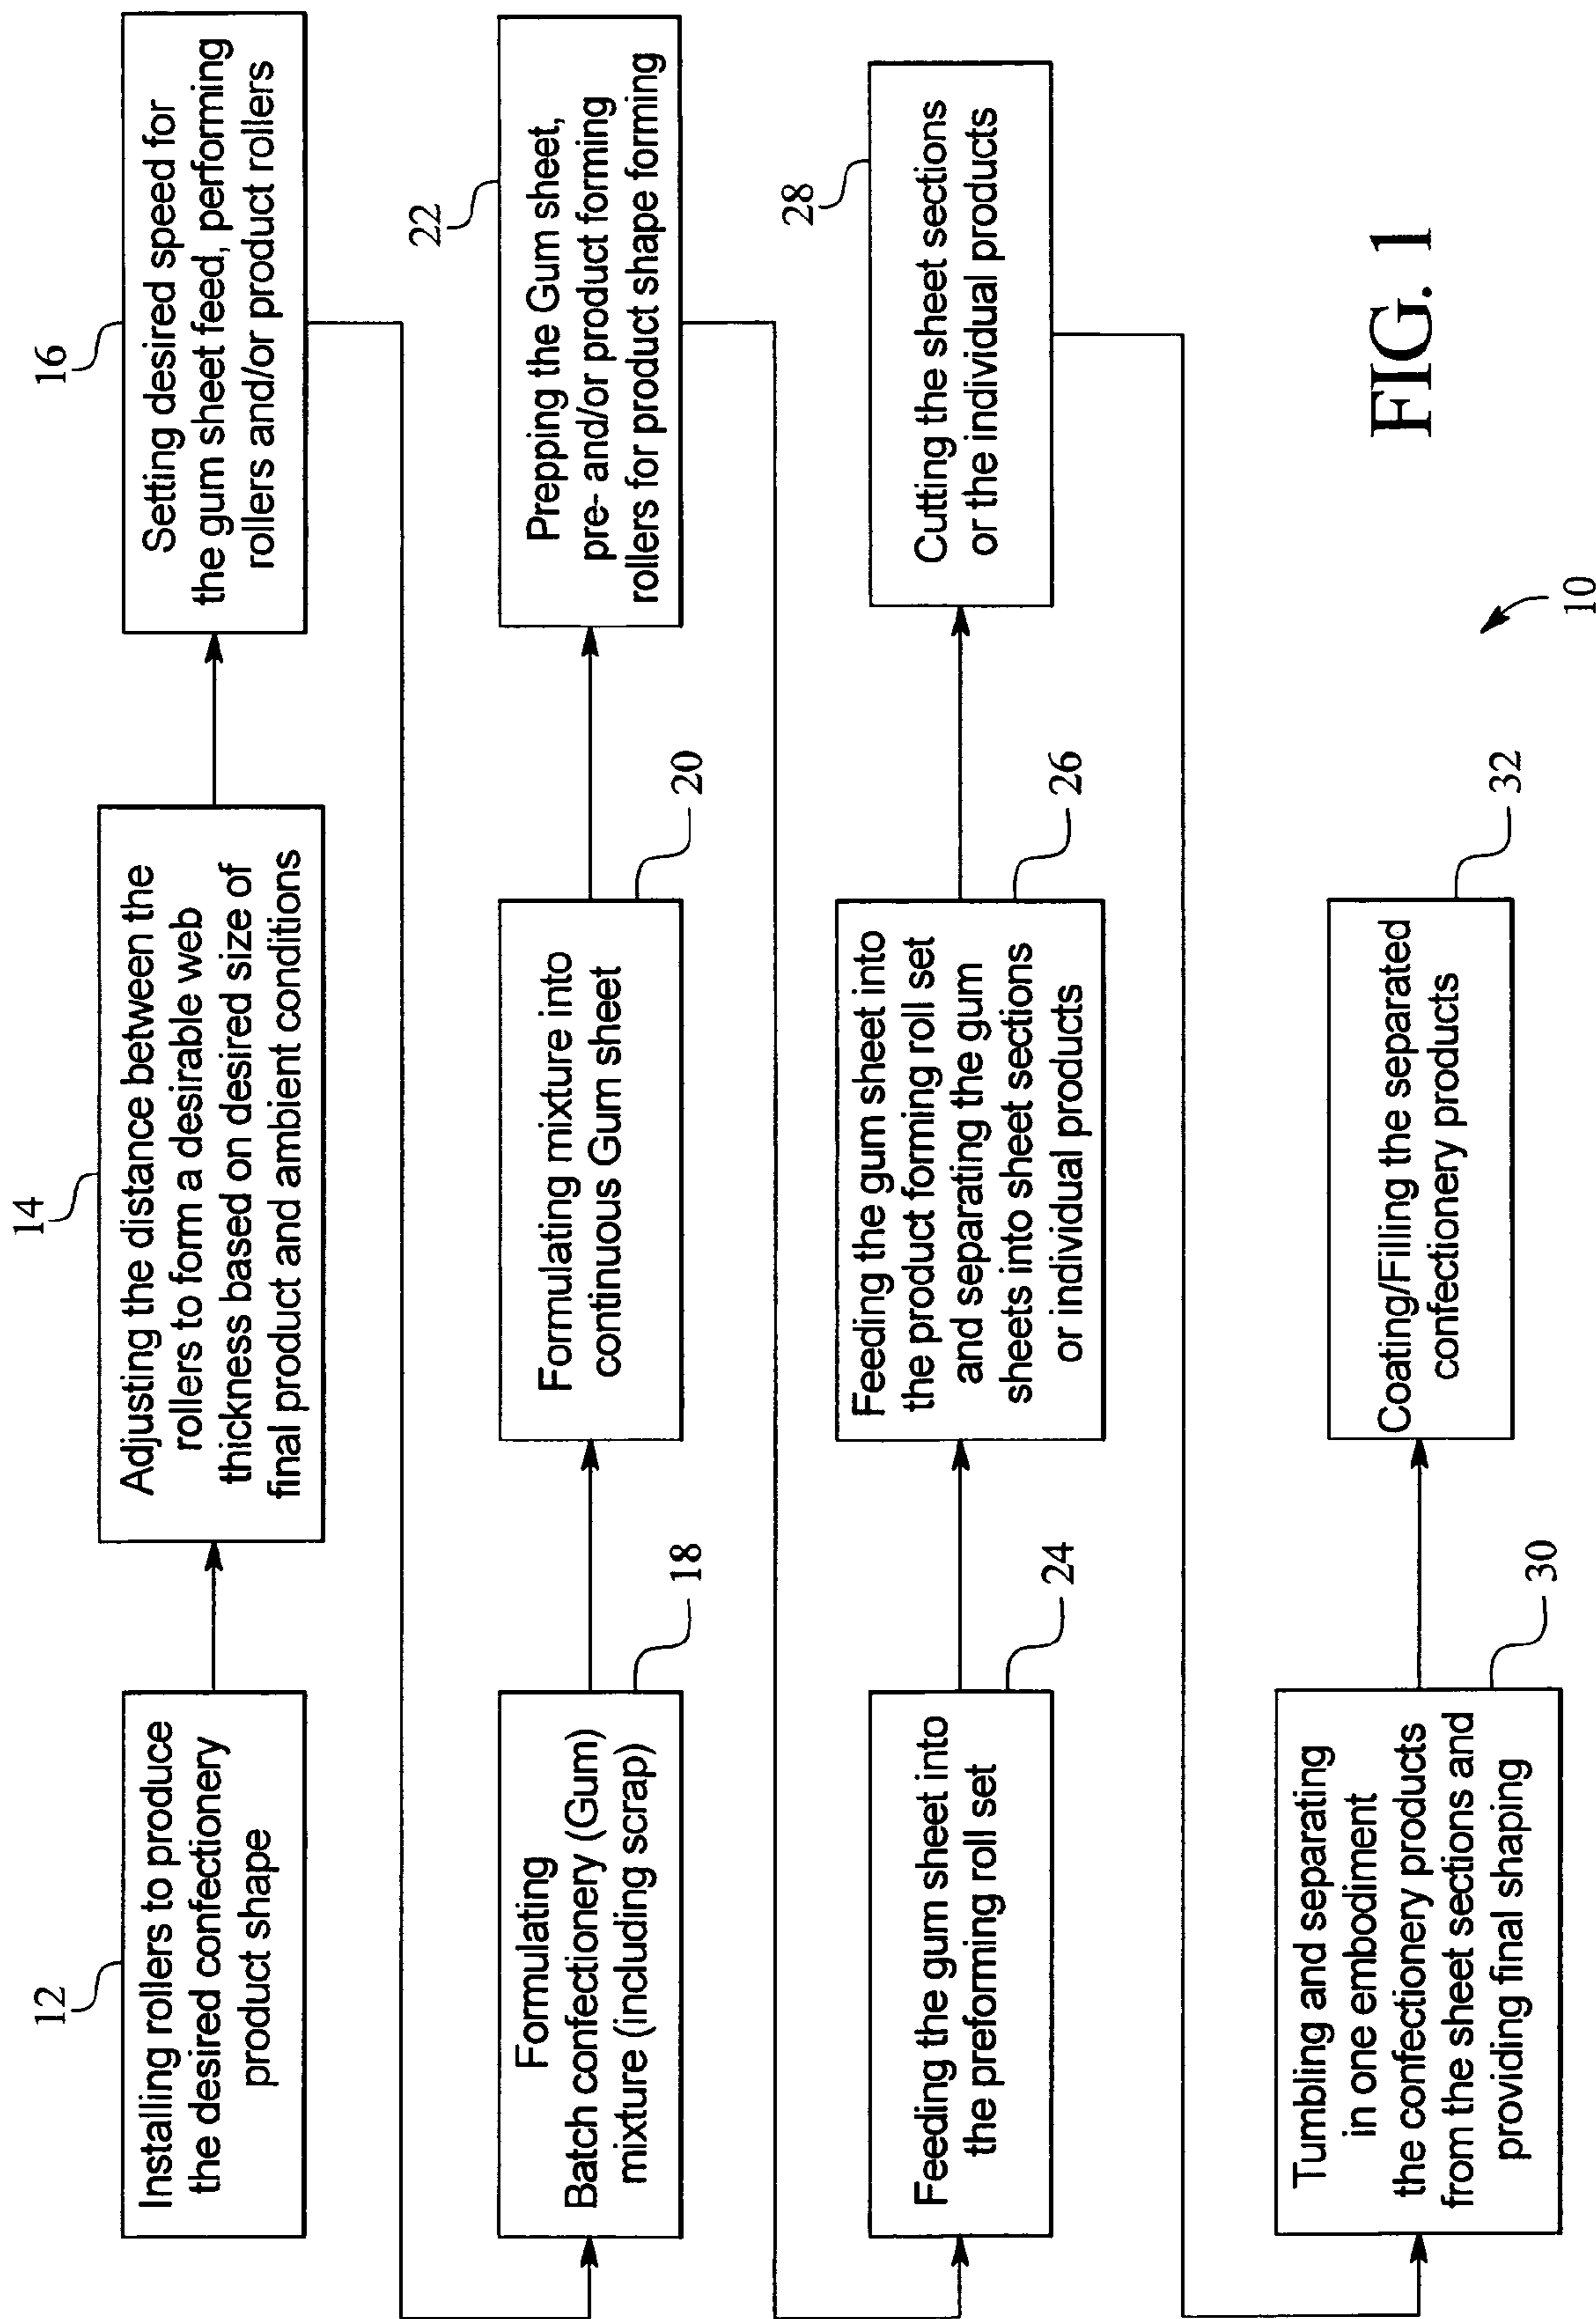 12
Installing rollers to produce
the desired confectionery
product shape
14
Adjusting the distance between the
rollers to form a desirable web
thickness based on desired size of
final product and ambient conditions
16
Setting desired speed for
the gum sheet feed, performing
rollers and/or product rollers
Formulating
Batch confectionery (Gum)
mixture (including scrap)
18
Formulating mixture into
continuous Gum sheet
20
22
Prepping the Gum sheet,
pre- and/or product forming
rollers for product shape forming
Feeding the gum sheet into
the preforming roll set
24
Feeding the gum sheet into
the product forming roll set
and separating the gum
sheets into sheet sections
or individual products
26
28
Cutting the sheet sections
or the individual products
Tumbling and separating
in one embodiment
the confectionery products
from the sheet sections and
providing final shaping
30
Coating/Filling the separated
confectionery products
32
10
FIG. 1